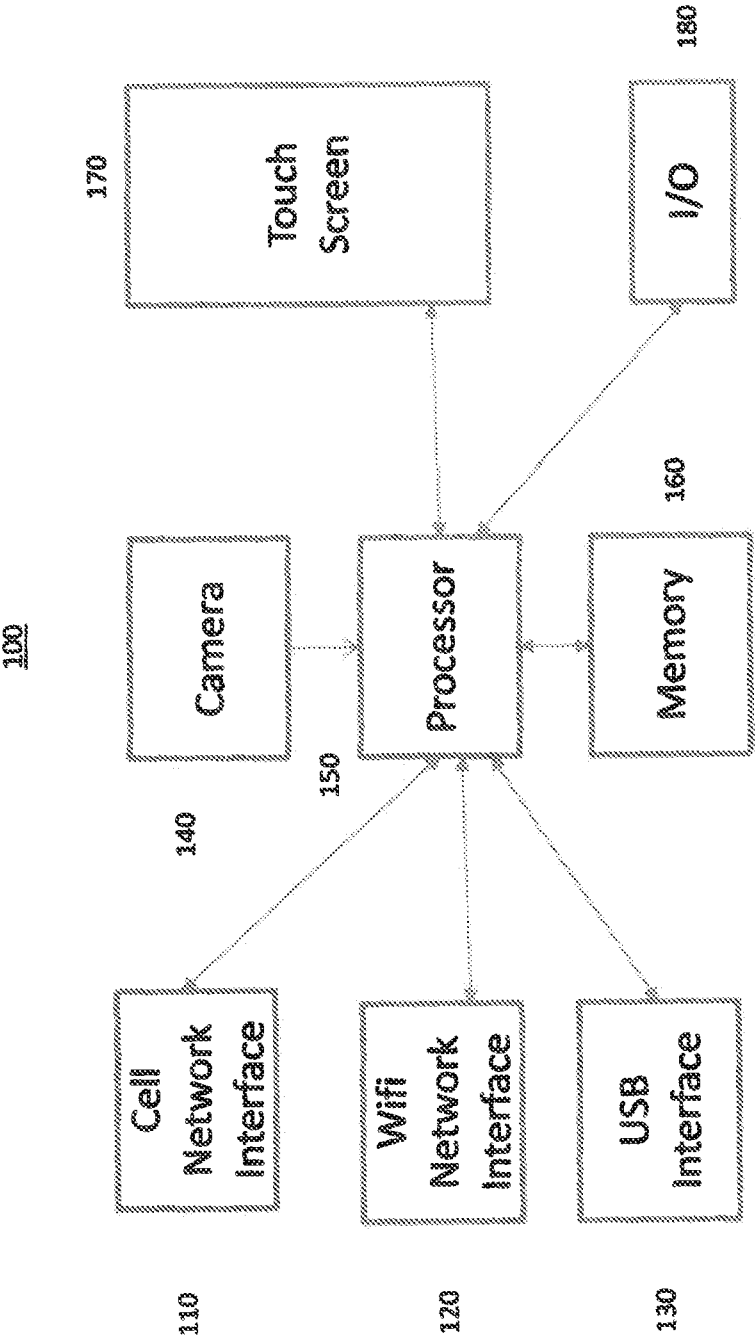 100
110
Cell
Network
Interface
140
Camera
170
Touch
Screen
120
Wifi
Network
Interface
150
Processor
130
USB
Interface
Memory
160
I/O
180